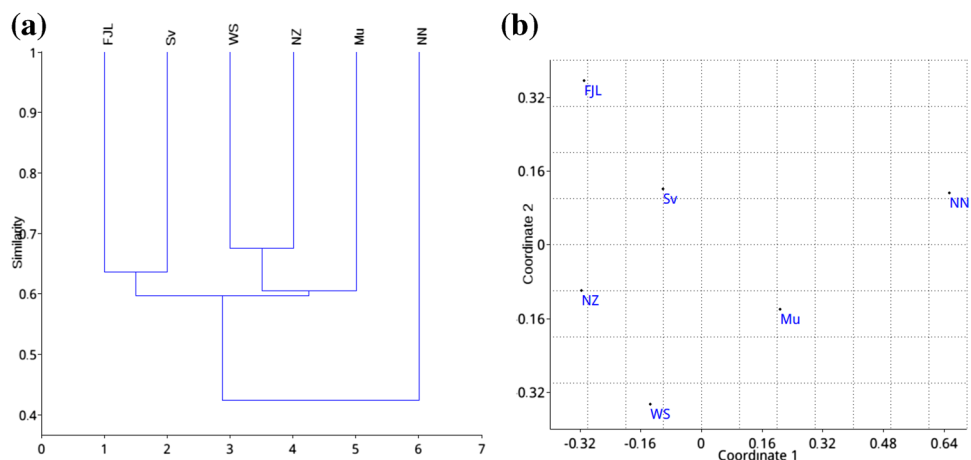 (a)
FJL Sv WS NZ Mu NN
1
0.9
0.8
0.7
0.6
0.5
0.4
Similarity
0 1 2 3 4 5 6 7
(b)
0.32
0.16
0
0.16
0.32
Coordinate 2
FJL
Sv
NN
NZ
Mu
WS
-0.32 -0.16 0 0.16 0.32 0.48 0.64
Coordinate 1